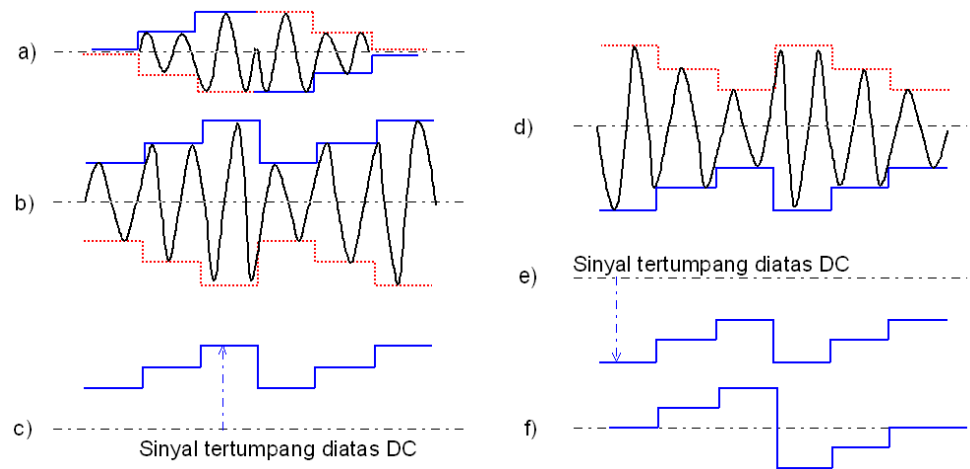 a)
b)
c)
Sinyal tertumpang diatas DC
d)
Sinyal tertumpang diatas DC
e)
f)